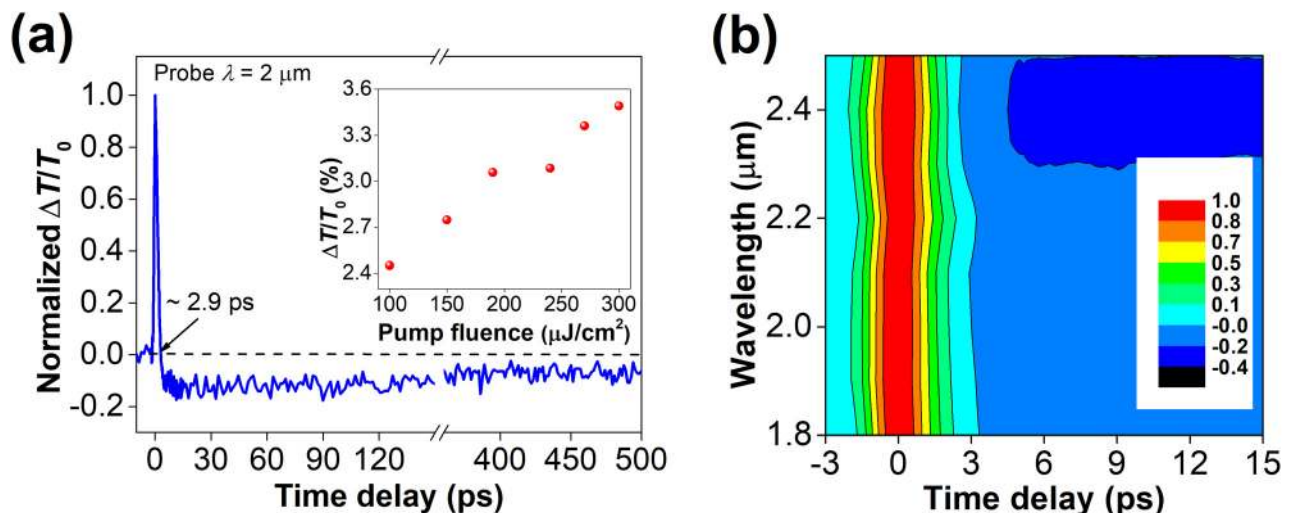 (a)
Probe λ = 2 μm
Normalized ΔT/T₀
1.0
0.8
0.6
0.4
0.2
0.0
-0.2
~ 2.9 ps
0 30 60 90 120 400 450 500
Time delay (ps)
ΔT/T₀ (%)
3.6
3.3
3.0
2.7
2.4
100 150 200 250 300
Pump fluence (μJ/cm²)
(b)
Wavelength (μm)
2.4
2.2
2.0
1.8
-3 0 3 6 9 12 15
Time delay (ps)
1.0
0.8
0.7
0.5
0.3
0.1
-0.0
-0.2
-0.4